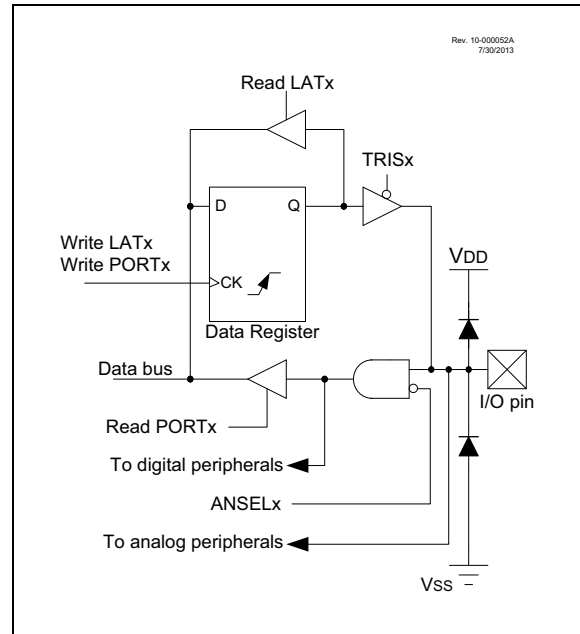 Rev. 10-000052A
7/30/2013
Read LATx
TRISx
D Q
Write LATx
Write PORTx
CK
VDD
Data Register
Data bus
I/O pin
Read PORTx
To digital peripherals
ANSELx
To analog peripherals
Vss